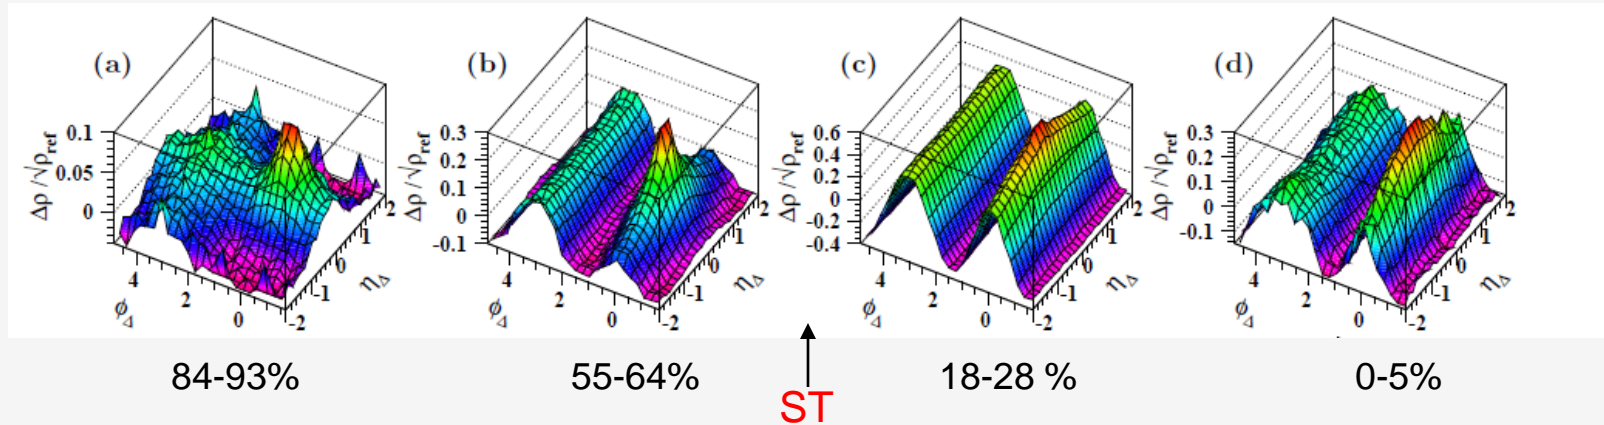 (a) (b) (c) (d)
Δρ / √ρref 0.1 0.05 0
Δρ / √ρref 0.3 0.2 0.1 0 -0.1
Δρ / √ρref 0.6 0.4 0.2 0 -0.2 -0.4
Δρ / √ρref 0.3 0.2 0.1 0 -0.1
ϕΔ 4 2 0 ηΔ -2 -1 0 1 2
ϕΔ 4 2 0 ηΔ -2 -1 0 1 2
ϕΔ 4 2 0 ηΔ -2 -1 0 1 2
ϕΔ 4 2 0 ηΔ -2 -1 0 1 2
84-93% 55-64% 18-28 % 0-5%
ST